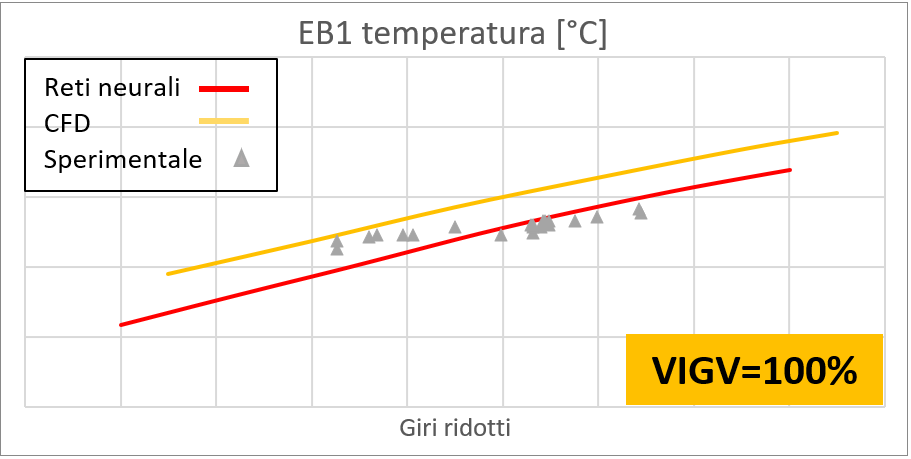 EB1 temperatura [°C]
Reti neurali
CFD
Sperimentale
VIGV=100%
Giri ridotti